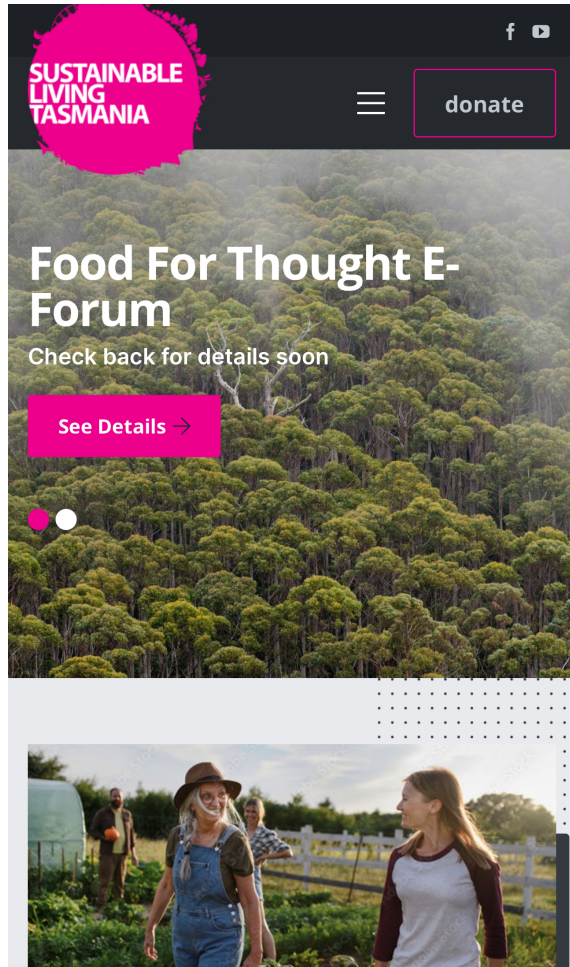 SUSTAINABLE
LIVING
TASMANIA
donate
Food For Thought E-
Forum
Check back for details soon
See Details →